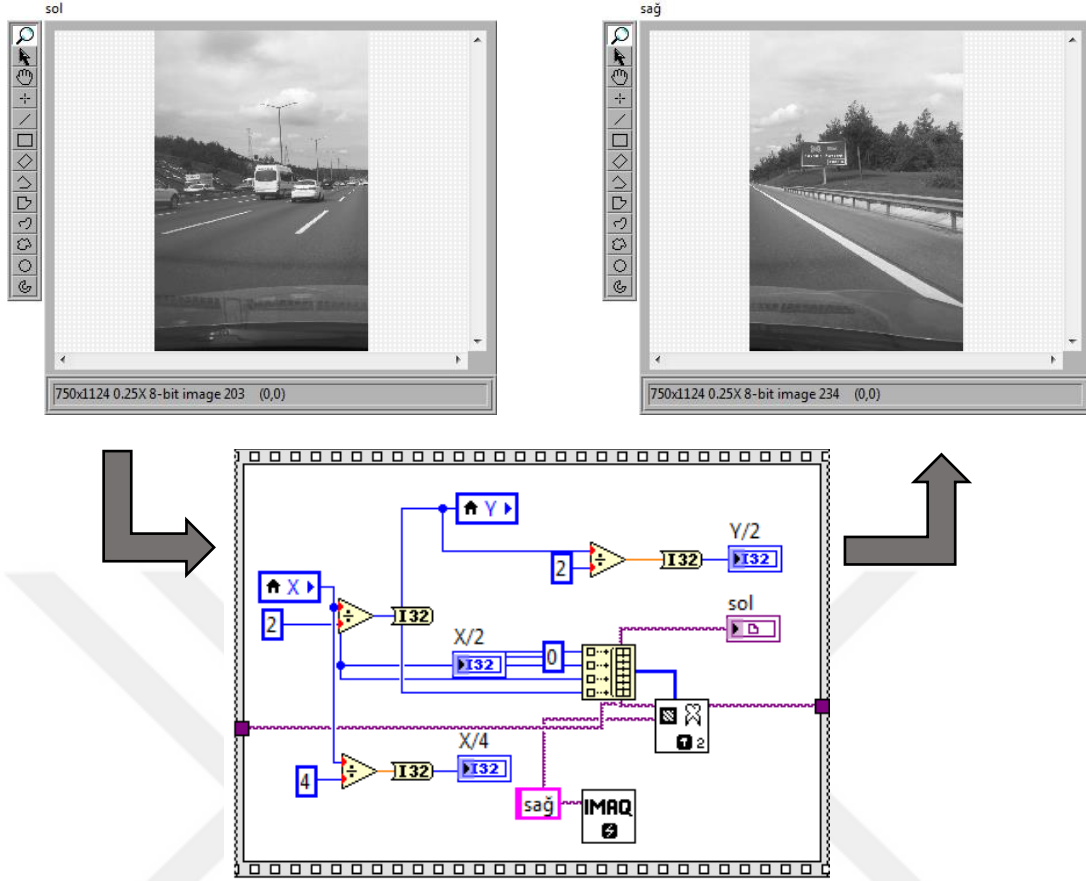 sol
sağ
750x1124 0.25X 8-bit image 203 (0,0)
750x1124 0.25X 8-bit image 234 (0,0)
Y
Y/2
2
I32
I32
X
sol
2
I32
X/2
I32
0
2
X/4
4
I32
I32
sağ
IMAQ